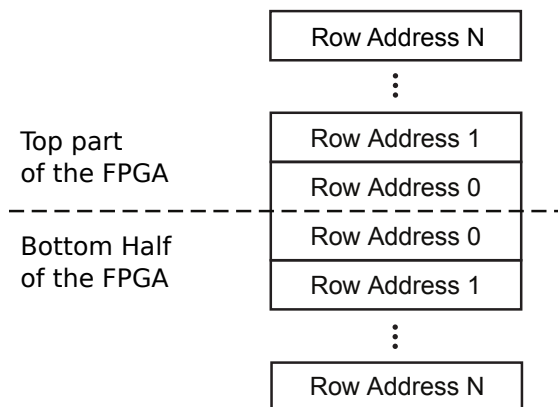 Row Address N
Top part
of the FPGA
Row Address 1
Row Address 0
Bottom Half
of the FPGA
Row Address 0
Row Address 1
Row Address N